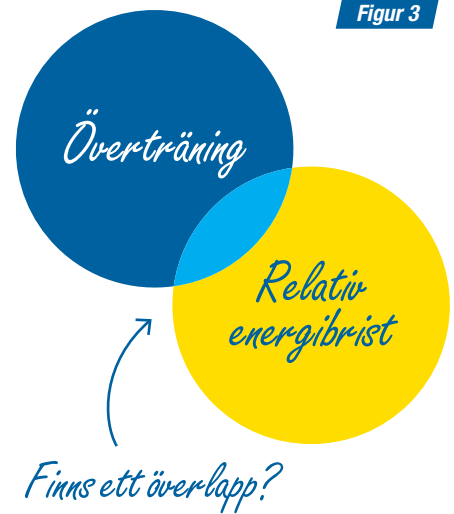 Figur 3
Överträning
Relativ
energibrist
Finns ett överlapp?